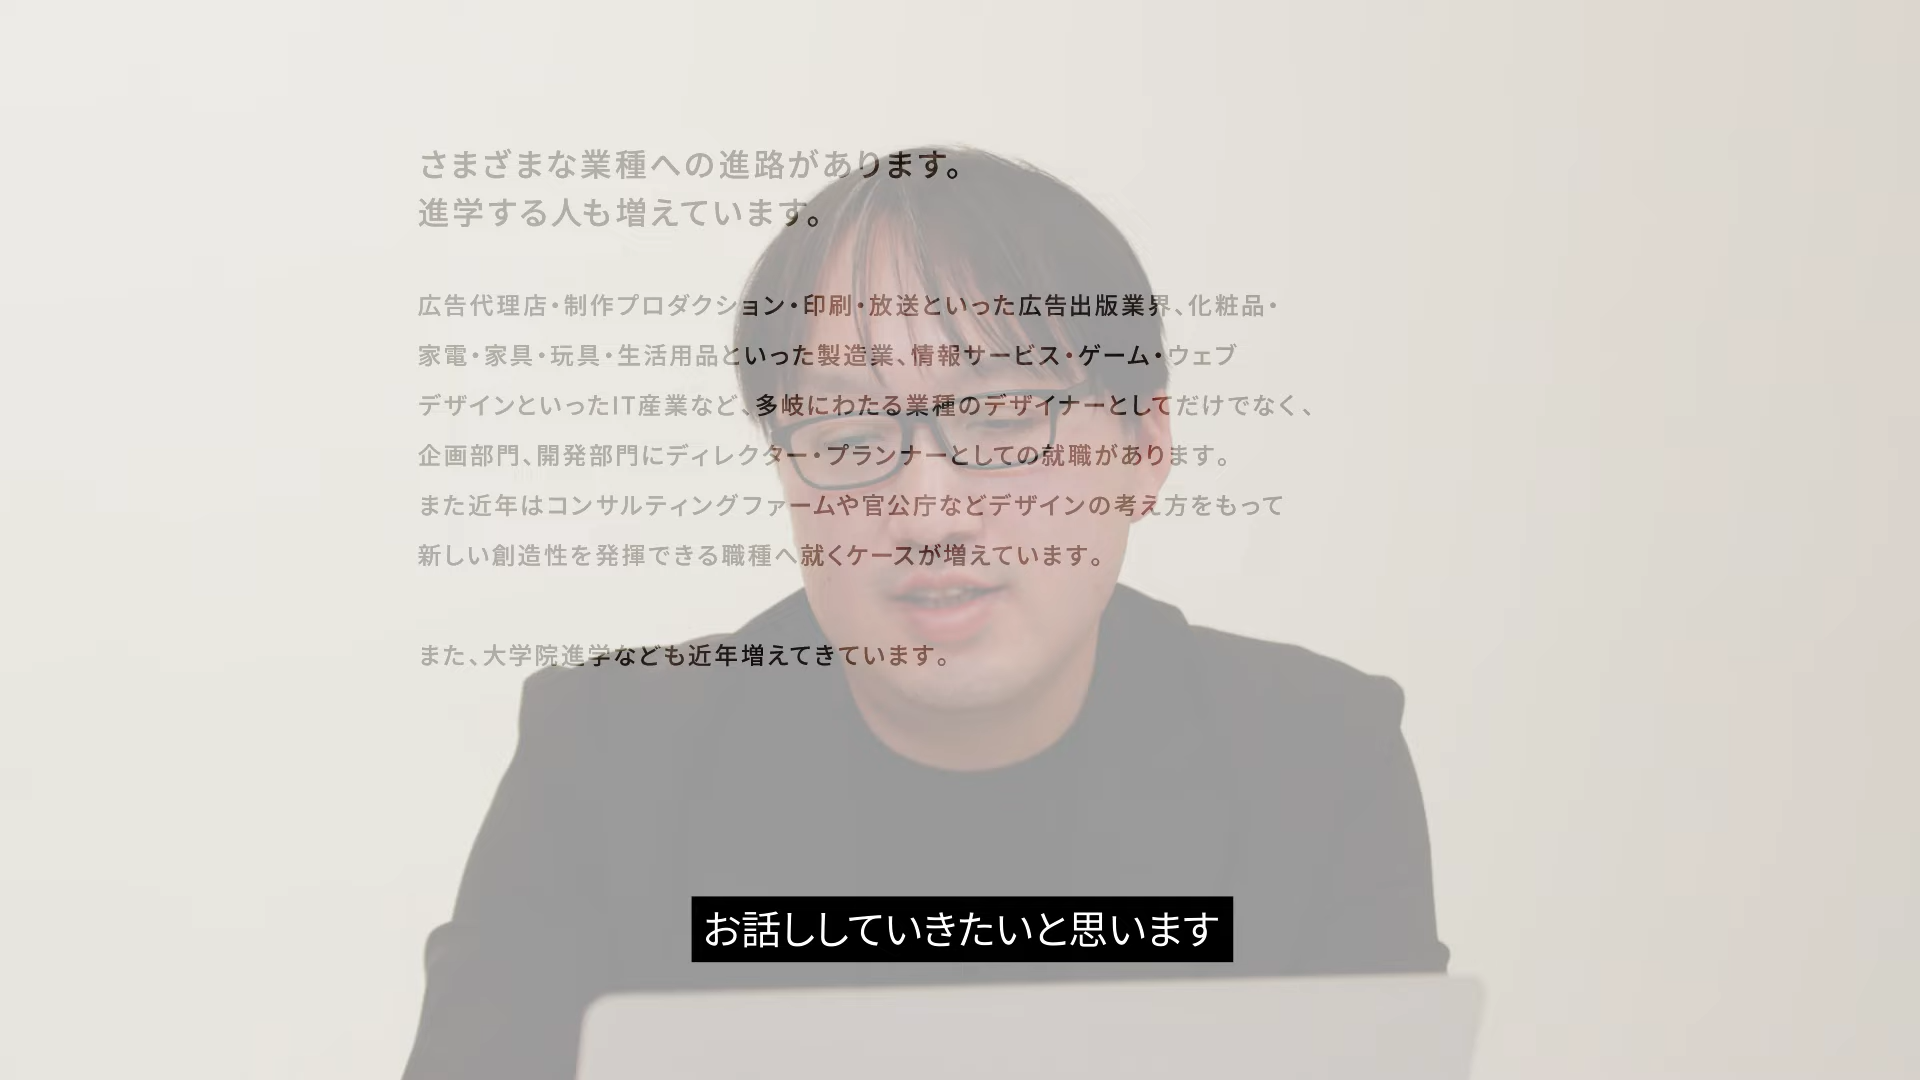 さまざまな業種への進路があります。
進学する人も増えています。
広告代理店・制作プロダクション・印刷・放送といった広告出版業界、化粧品・
家電・家具・玩具・生活用品といった製造業、情報サービス・ゲーム・ウェブ
デザインといったIT産業など、多岐にわたる業種のデザイナーとしてだけでなく、
企画部門、開発部門にディレクター・プランナーとしての就職があります。
また近年はコンサルティングファームや官公庁などデザインの考え方をもって
新しい創造性を発揮できる職種へ就くケースが増えています。
また、大学院進学なども近年増えてきています。
お話ししていきたいと思います